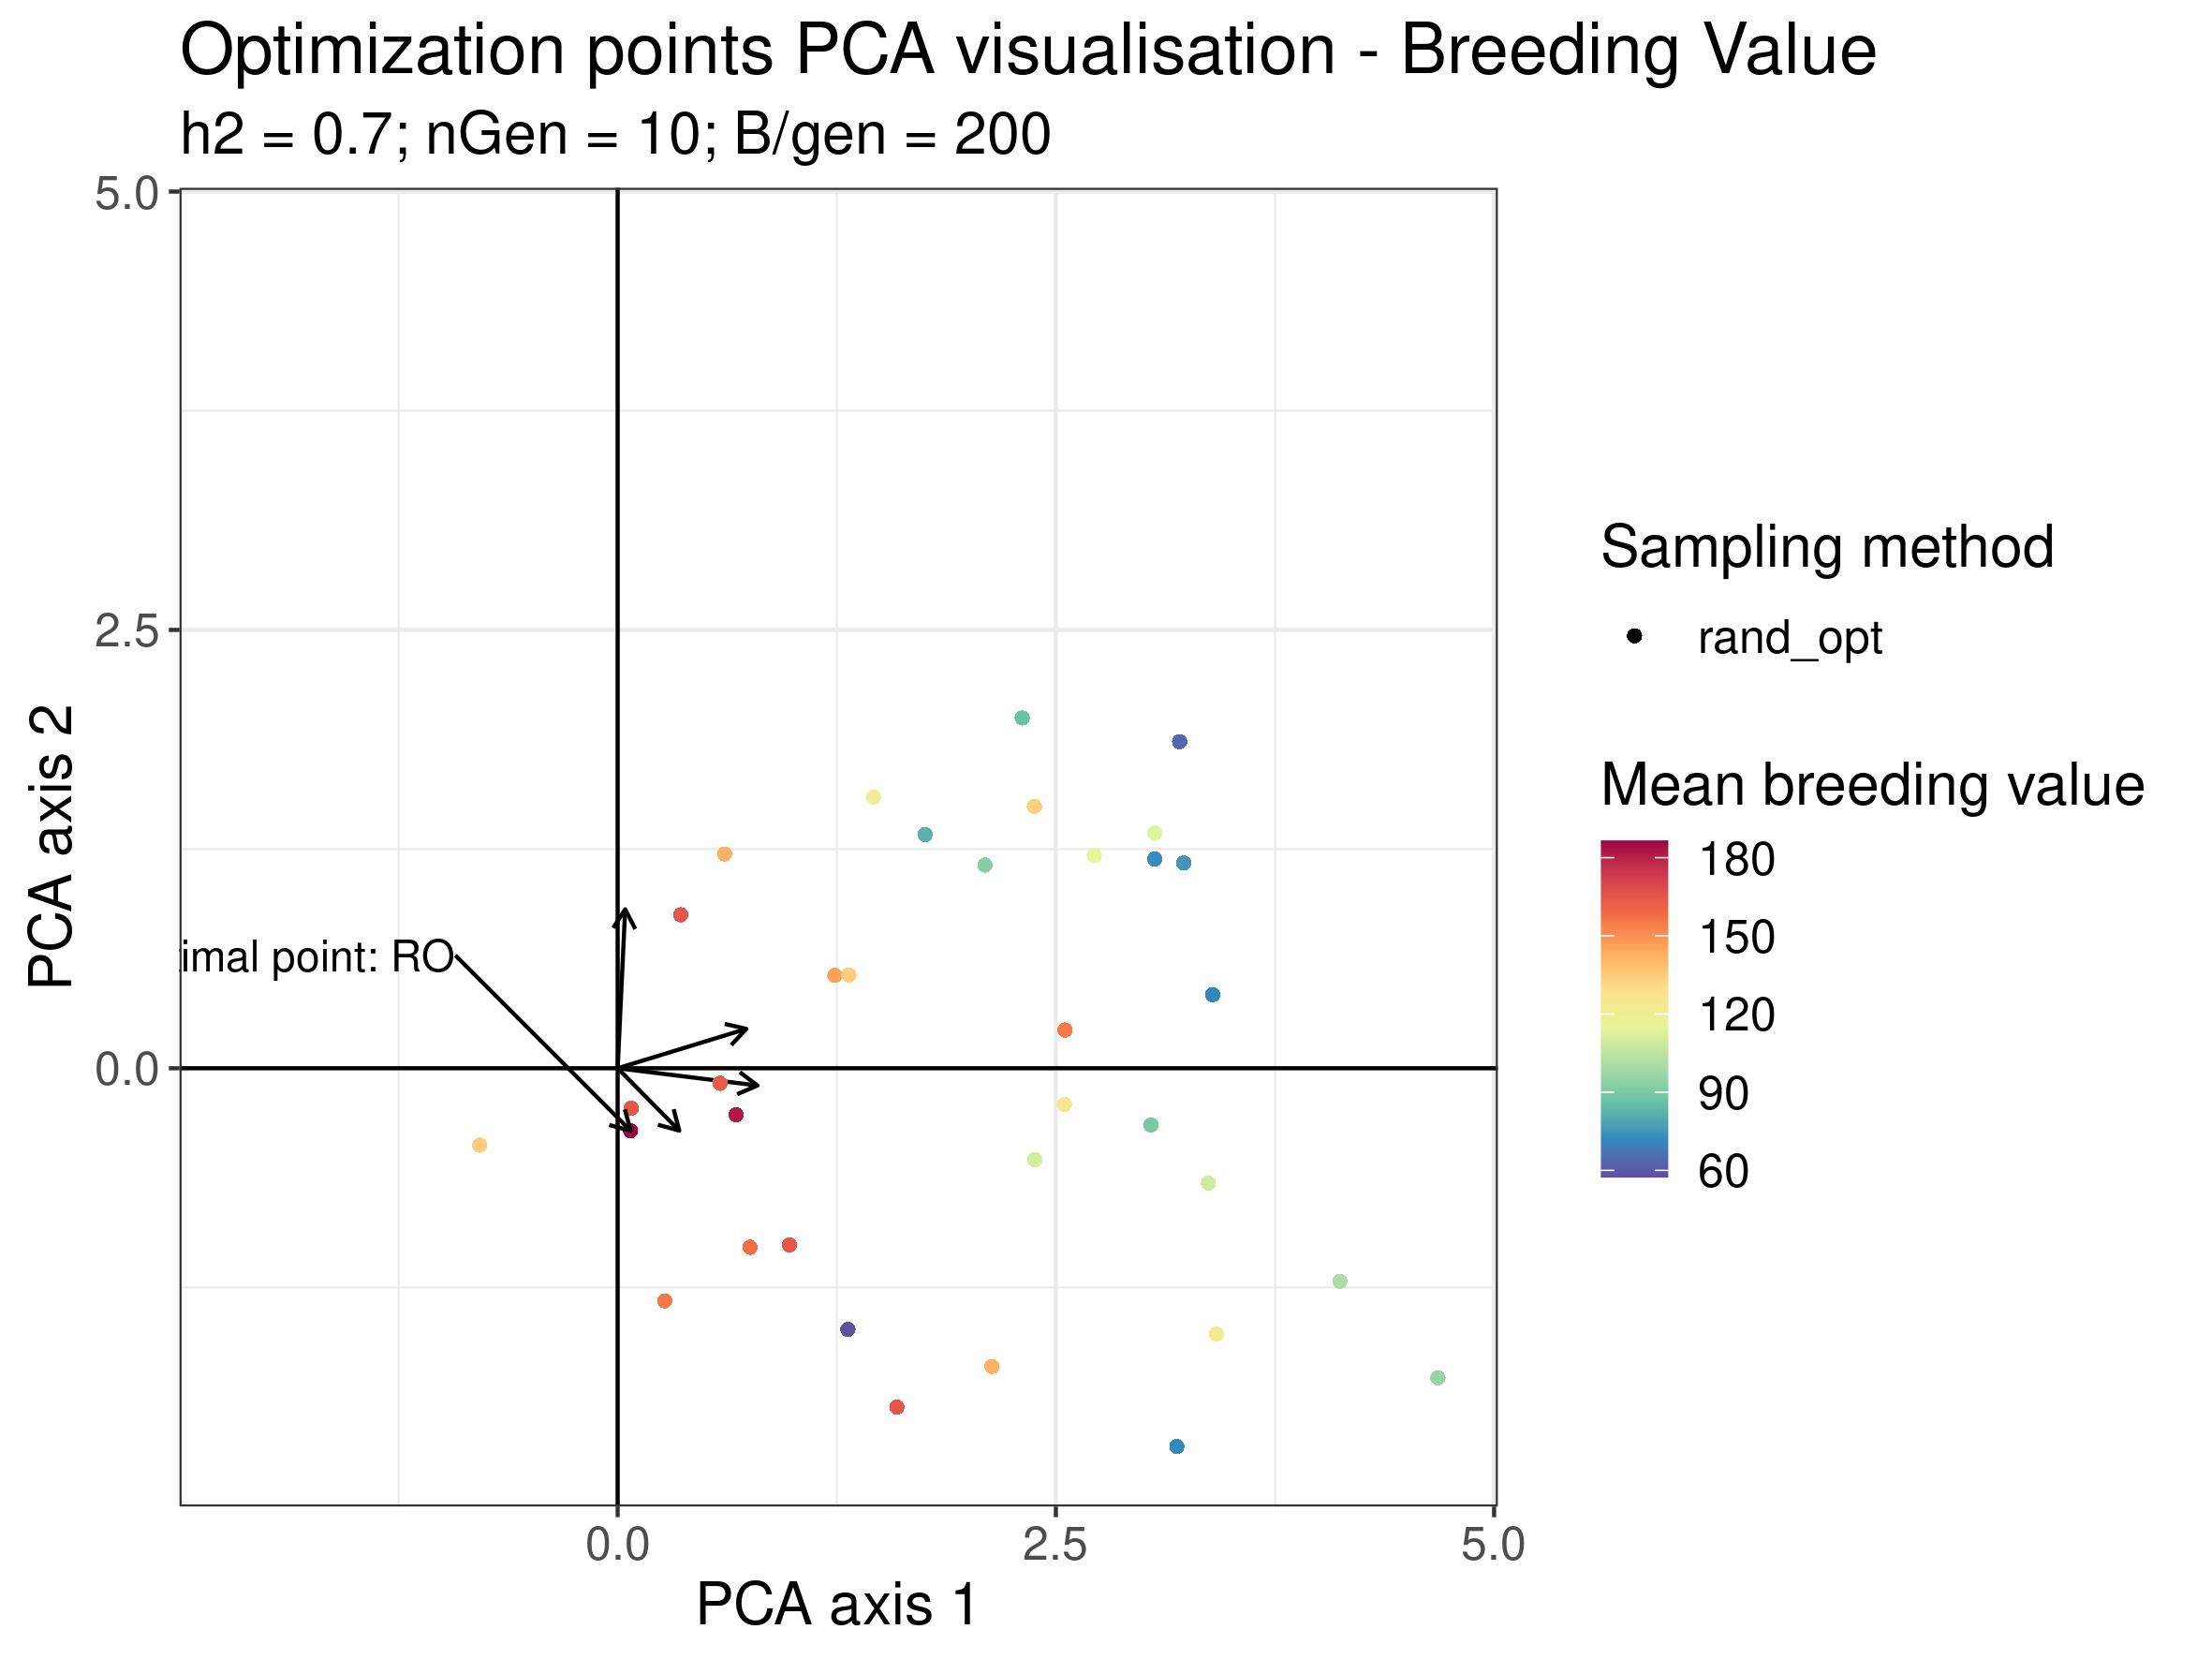 Optimization points PCA visualisation - Breeding Value
h2 = 0.7; nGen = 10; B/gen = 200
5.0
2.5
0.0
PCA axis 2
imal point: RO
0.0
2.5
5.0
PCA axis 1
Sampling method
rand_opt
Mean breeding value
180
150
120
90
60